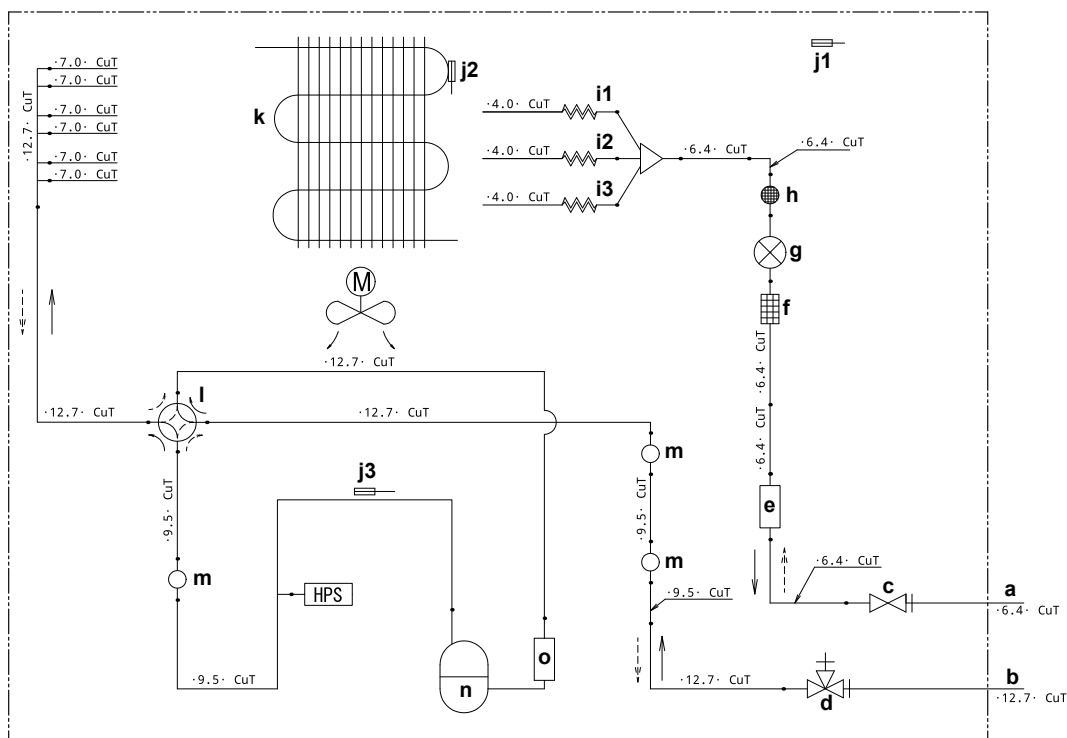 j1
·7.0· CuT
·7.0· CuT
·7.0· CuT
·7.0· CuT
·7.0· CuT
·7.0· CuT
·12.7· CuT
j2
k
·4.0· CuT
i1
·4.0· CuT
i2
·4.0· CuT
i3
·6.4· CuT
·6.4· CuT
h
g
f
M
·6.4· CuT
·12.7· CuT
l
·12.7· CuT
·12.7· CuT
·6.4· CuT
m
j3
·9.5· CuT
·9.5· CuT
e
m
m
HPS
·6.4· CuT
c
a
·6.4· CuT
·9.5· CuT
o
n
·9.5· CuT
·12.7· CuT
d
b
·12.7· CuT